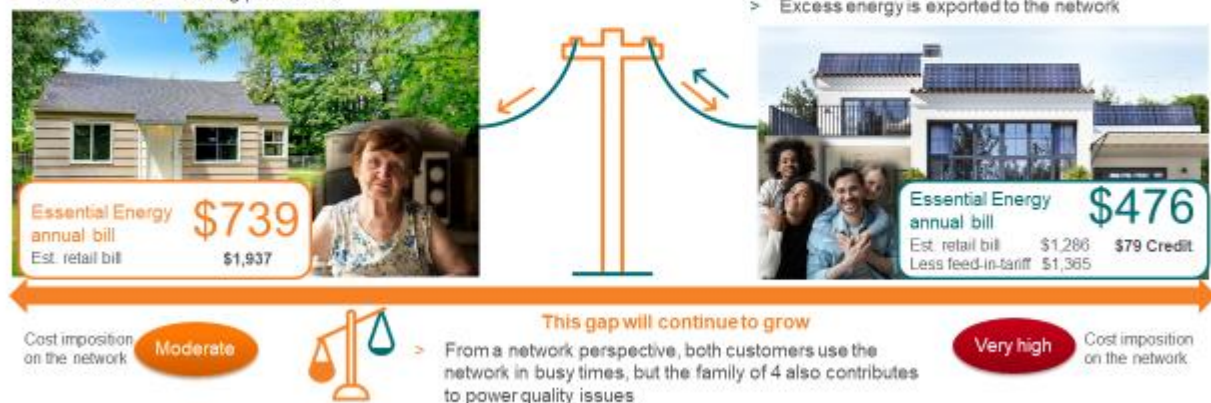 > Excess energy is exported to the network
Essential Energy
annual bill
$739
Est. retail bill $1,937
Essential Energy
annual bill
$476
Est. retail bill $1,286 $79 Credit
Less feed-in-tariff $1,365
This gap will continue to grow
Cost imposition
on the network
Moderate
> From a network perspective, both customers use the
network in busy times, but the family of 4 also contributes
to power quality issues
Very high
Cost imposition
on the network